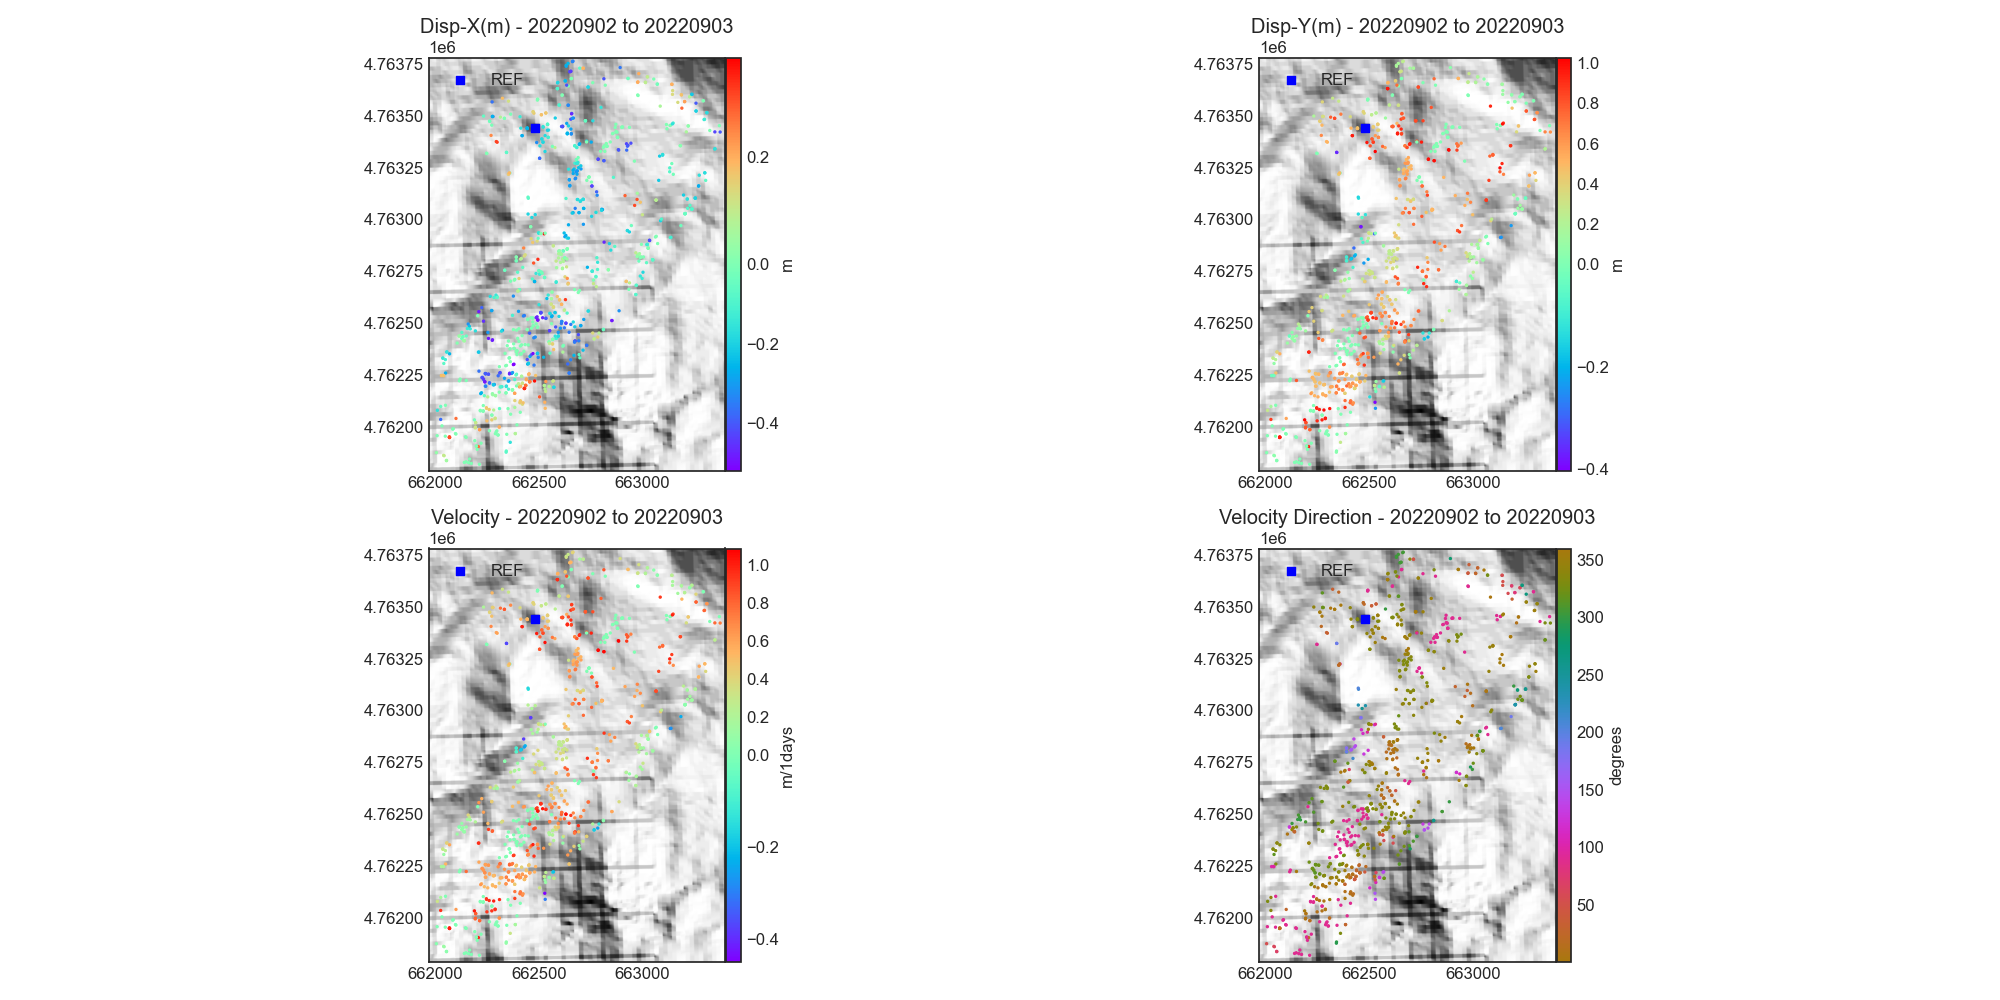 Disp-X(m) - 20220902 to 20220903
1e6
4.76375
4.76350
4.76325
4.76300
4.76275
4.76250
4.76225
4.76200
662000 662500 663000
REF
0.2
0.0
−0.2
−0.4
m
Disp-Y(m) - 20220902 to 20220903
1e6
4.76375
4.76350
4.76325
4.76300
4.76275
4.76250
4.76225
4.76200
662000 662500 663000
REF
1.0
0.8
0.6
0.4
0.2
0.0
−0.2
−0.4
m
Velocity - 20220902 to 20220903
1e6
4.76375
4.76350
4.76325
4.76300
4.76275
4.76250
4.76225
4.76200
662000 662500 663000
REF
1.0
0.8
0.6
0.4
0.2
0.0
−0.2
−0.4
m/1days
Velocity Direction - 20220902 to 20220903
1e6
4.76375
4.76350
4.76325
4.76300
4.76275
4.76250
4.76225
4.76200
662000 662500 663000
REF
350
300
250
200
150
100
50
degrees